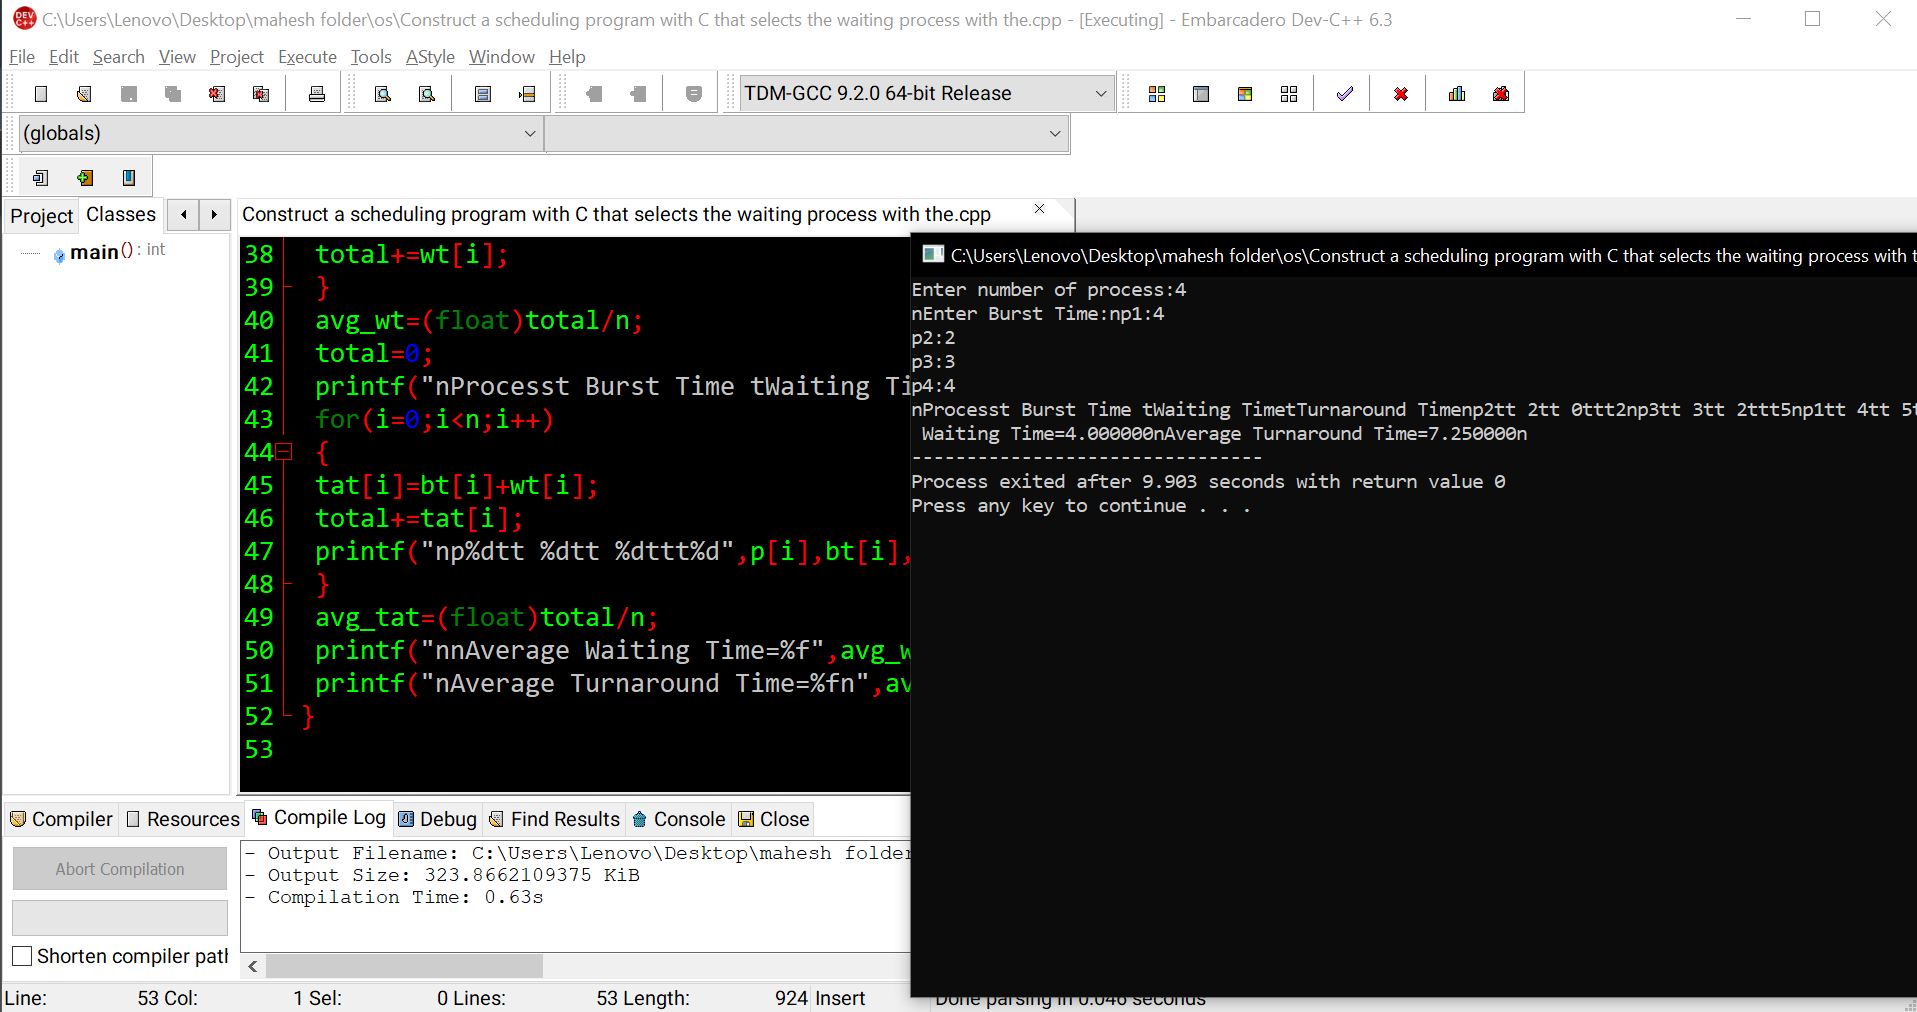 C:\Users\Lenovo\Desktop\mahesh folder\os\Construct a scheduling program with C that selects the waiting process with the.cpp - [Executing] - Embarcadero Dev-C++ 6.3
File Edit Search View Project Execute Tools AStyle Window Help
TDM-GCC 9.2.0 64-bit Release
(globals)
Project Classes
Construct a scheduling program with C that selects the waiting process with the.cpp
main() : int
38 total+=wt[i];
39 }
40 avg_wt=(float)total/n;
41 total=0;
42 printf("nProcesst Burst Time tWaiting Ti
43 for(i=0;i<n;i++)
44 {
45 tat[i]=bt[i]+wt[i];
46 total+=tat[i];
47 printf("np%dtt %dtt %dttt%d",p[i],bt[i],
48 }
49 avg_tat=(float)total/n;
50 printf("nnAverage Waiting Time=%f",avg_w
51 printf("nAverage Turnaround Time=%fn",av
52 }
53
C:\Users\Lenovo\Desktop\mahesh folder\os\Construct a scheduling program with C that selects the waiting process with t
Enter number of process:4
nEnter Burst Time:np1:4
p2:2
p3:3
p4:4
nProcesst Burst Time tWaiting TimetTurnaround Timenp2tt 2tt 0ttt2np3tt 3tt 2ttt5np1tt 4tt 5t
Waiting Time=4.000000nAverage Turnaround Time=7.250000n
--------------------------------
Process exited after 9.903 seconds with return value 0
Press any key to continue . . .
Compiler Resources Compile Log Debug Find Results Console Close
Abort Compilation
Shorten compiler path
- Output Filename: C:\Users\Lenovo\Desktop\mahesh folder
- Output Size: 323.8662109375 KiB
- Compilation Time: 0.63s
Line: 53 Col: 1 Sel: 0 Lines: 53 Length: 924 Insert Done parsing in 0.046 seconds